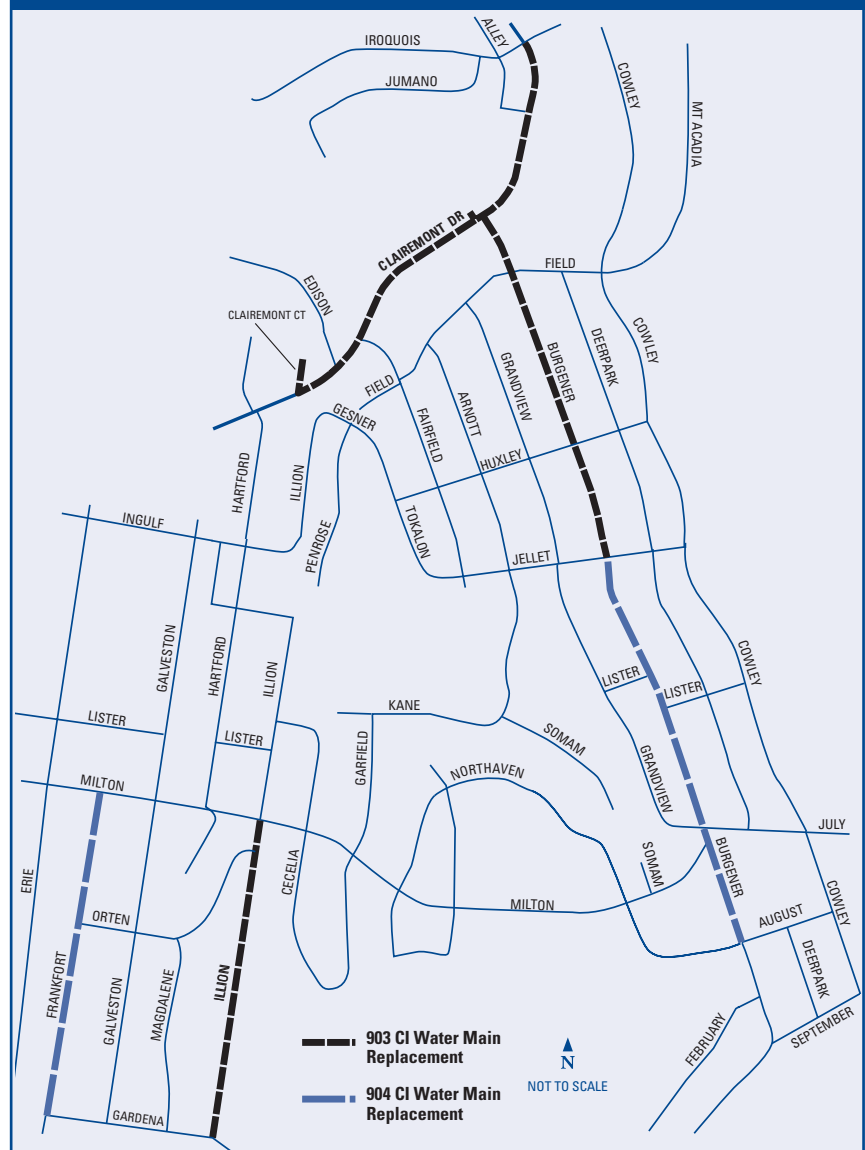 ALLEY
IROQUOIS
JUMANO
COWLEY
MT ACADIA
CLAIREMONT DR
FIELD
EDISON
CLAIREMONT CT
COWLEY
DEERPARK
BURGENER
GRANDVIEW
ARNOTT
FAIRFIELD
FIELD
GESNER
HUXLEY
HARTFORD
ILLION
PENROSE
TOKALON
INGULF
JELLET
GALVESTON
HARTFORD
ILLION
LISTER
LISTER
COWLEY
LISTER
LISTER
KANE
GARFIELD
SOMAM
GRANDVIEW
NORTHAVEN
MILTON
JULY
BURGENER
SOMAM
CECELIA
ERIE
MILTON
COWLEY
AUGUST
ORTEN
DEERPARK
FRANKFORT
GALVESTON
MAGDALENE
ILLION
SEPTEMBER
FEBRUARY
903 CI Water Main
Replacement
N
NOT TO SCALE
904 CI Water Main
Replacement
GARDENA